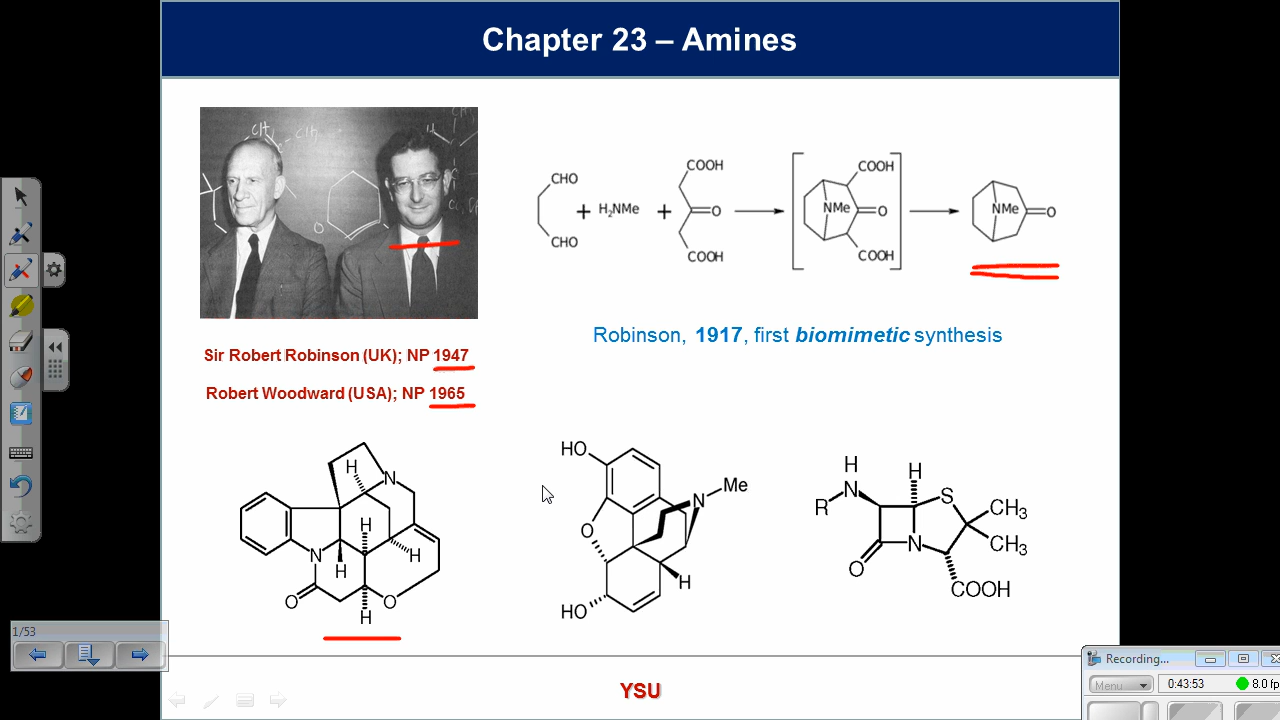 Chapter 23 – Amines
CHO
CHO
+
H₂NMe
+
COOH
O
COOH
COOH
NMe
O
COOH
NMe
O
CH
CH
O
H
Robinson, 1917, first biomimetic synthesis
Sir Robert Robinson (UK); NP 1947
Robert Woodward (USA); NP 1965
H
N
H
H
N
H
O
O
H
HO
Me
N
O
H
HO
H
H
N
S
R
CH₃
CH₃
N
O
COOH
1/53
YSU
Recording...
Menu
0:43:53
8.0 fp